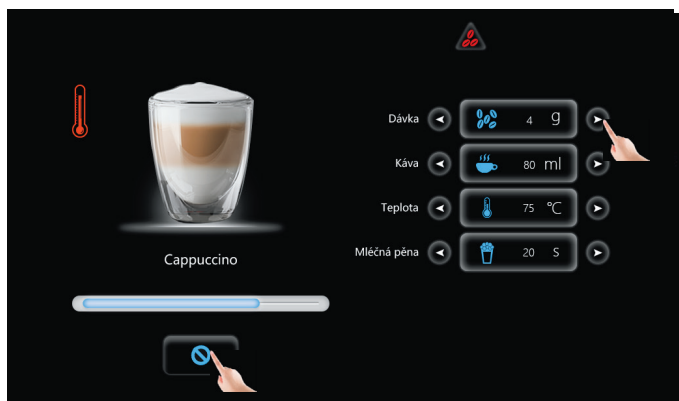 Dávka 4 g
Káva 80 ml
Teplota 75 °C
Mléčná pěna 20 S
Cappuccino